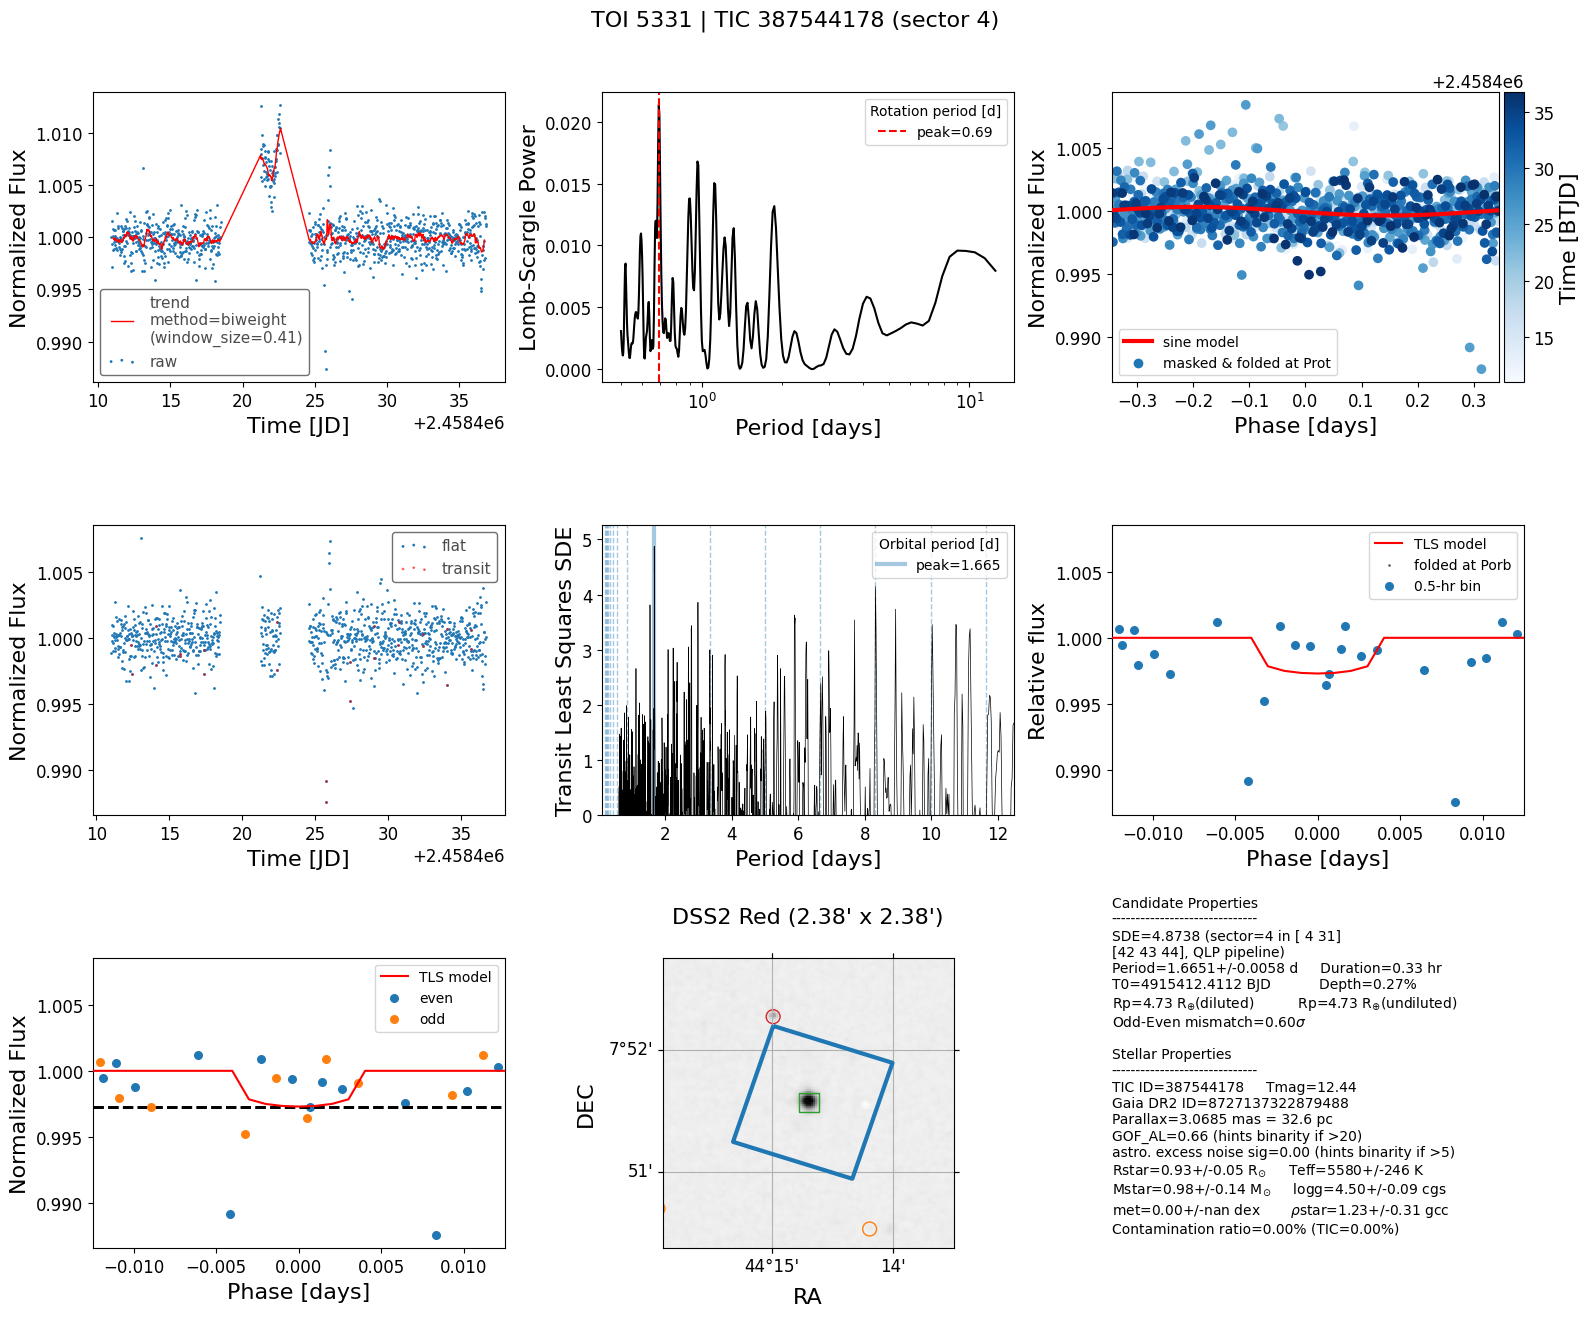 TOI 5331 | TIC 387544178 (sector 4)
Normalized Flux
1.010
1.005
1.000
0.995
0.990
trend
method=biweight
(window_size=0.41)
raw
10 15 20 25 30 35
Time [JD]
+2.4584e6
Lomb-Scargle Power
0.020
0.015
0.010
0.005
0.000
Rotation period [d]
peak=0.69
10⁰ 10¹
Period [days]
Normalized Flux
1.005
1.000
0.995
0.990
sine model
masked & folded at Prot
−0.3 −0.2 −0.1 0.0 0.1 0.2 0.3
Phase [days]
+2.4584e6
35
30
25
20
15
Time [BTJD]
Normalized Flux
1.005
1.000
0.995
0.990
flat
transit
10 15 20 25 30 35
Time [JD]
+2.4584e6
Transit Least Squares SDE
5
4
3
2
1
0
Orbital period [d]
peak=1.665
2 4 6 8 10 12
Period [days]
Relative flux
1.005
1.000
0.995
0.990
TLS model
folded at Porb
0.5-hr bin
−0.010 −0.005 0.000 0.005 0.010
Phase [days]
Normalized Flux
1.005
1.000
0.995
0.990
TLS model
even
odd
−0.010 −0.005 0.000 0.005 0.010
Phase [days]
DSS2 Red (2.38' x 2.38')
DEC
7°52'
51'
44°15' 14'
RA
Candidate Properties
-------------------------------
SDE=4.8738 (sector=4 in [ 4 31]
[42 43 44], QLP pipeline)
Period=1.6651+/-0.0058 d Duration=0.33 hr
T0=4915412.4112 BJD Depth=0.27%
Rp=4.73 R⊕(diluted) Rp=4.73 R⊕(undiluted)
Odd-Even mismatch=0.60σ
Stellar Properties
-------------------------------
TIC ID=387544178 Tmag=12.44
Gaia DR2 ID=8727137322879488
Parallax=3.0685 mas = 32.6 pc
GOF_AL=0.66 (hints binarity if >20)
astro. excess noise sig=0.00 (hints binarity if >5)
Rstar=0.93+/-0.05 R⊙ Teff=5580+/-246 K
Mstar=0.98+/-0.14 M⊙ logg=4.50+/-0.09 cgs
met=0.00+/-nan dex ρstar=1.23+/-0.31 gcc
Contamination ratio=0.00% (TIC=0.00%)